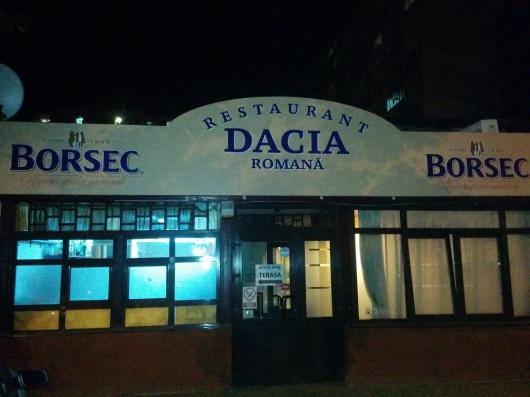 RESTAURANT
DACIA
ROMANĂ
BORSEC
BORSEC
ACCES SPRE
TERASA